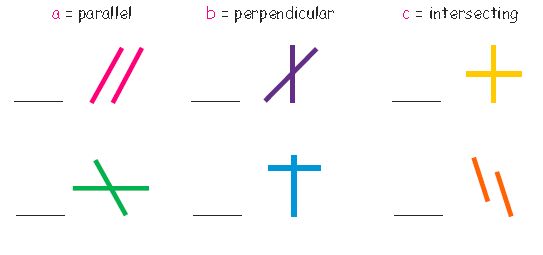 a = parallel b = perpendicular c = intersecting